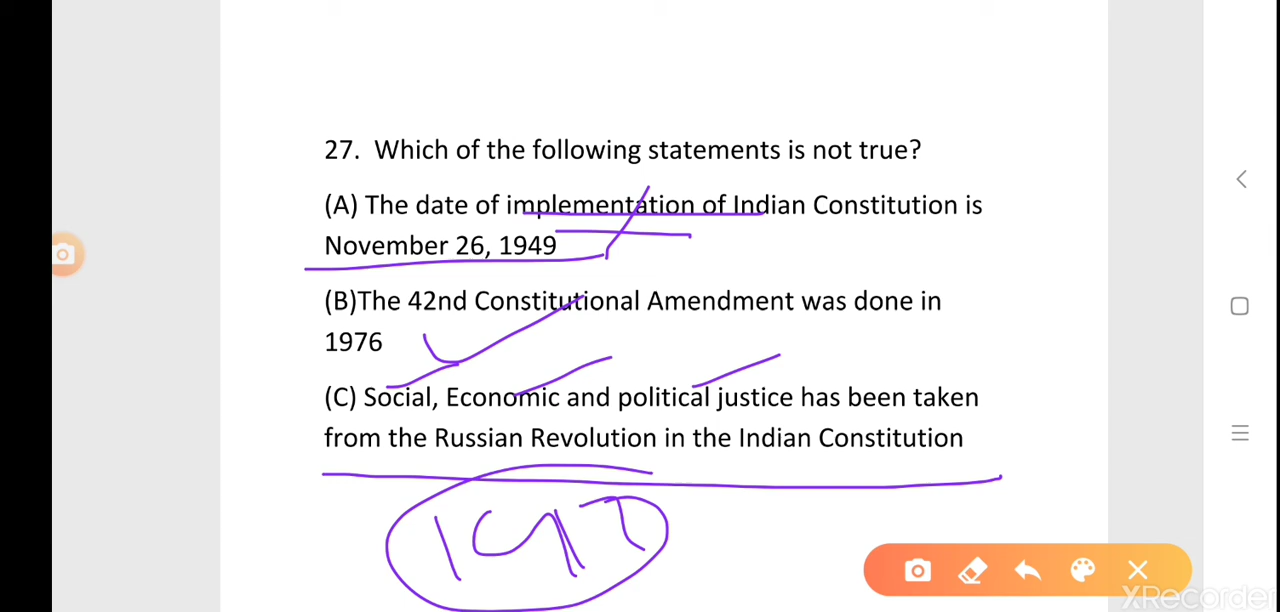 27. Which of the following statements is not true?
(A) The date of implementation of Indian Constitution is
November 26, 1949
(B)The 42nd Constitutional Amendment was done in
1976
(C) Social, Economic and political justice has been taken
from the Russian Revolution in the Indian Constitution
XRecorder